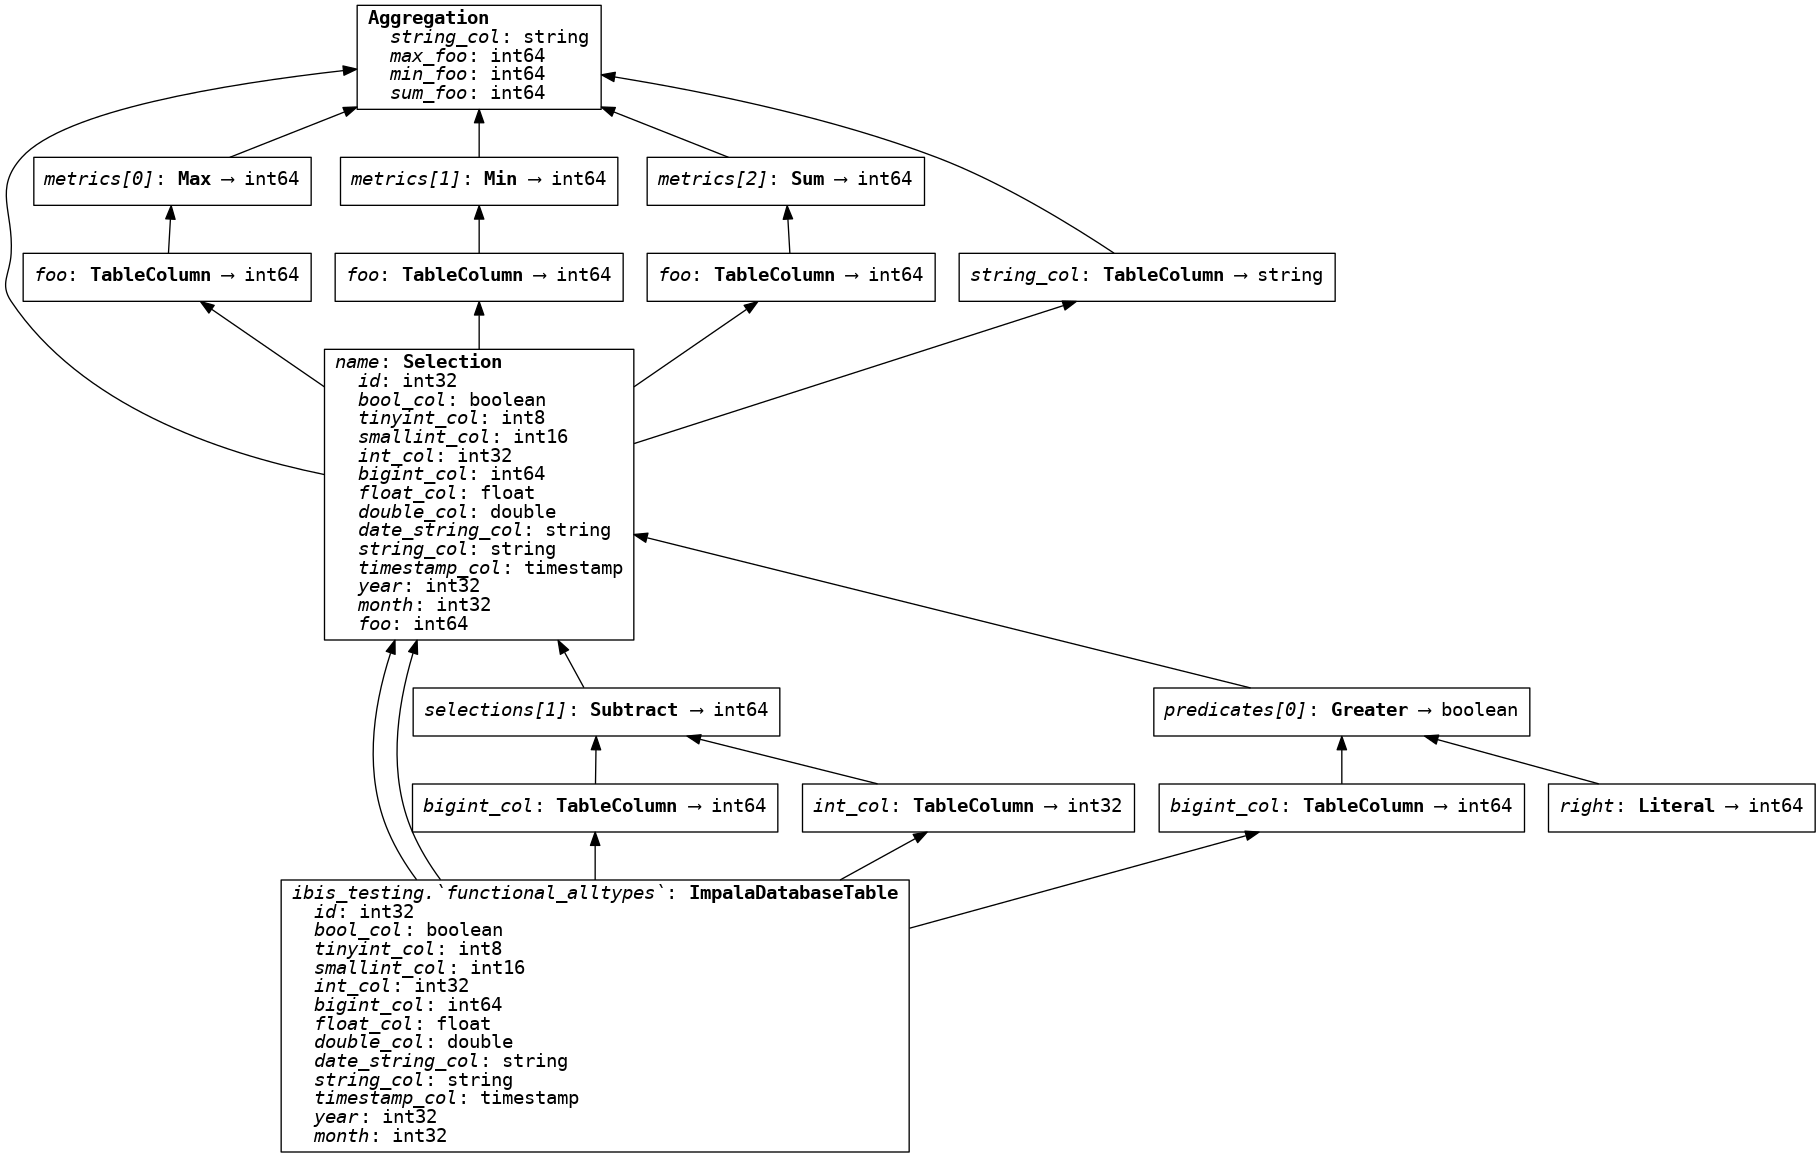 Aggregation
string_col: string
max_foo: int64
min_foo: int64
sum_foo: int64
metrics[0]: Max → int64
metrics[1]: Min → int64
metrics[2]: Sum → int64
foo: TableColumn → int64
foo: TableColumn → int64
foo: TableColumn → int64
string_col: TableColumn → string
name: Selection
id: int32
bool_col: boolean
tinyint_col: int8
smallint_col: int16
int_col: int32
bigint_col: int64
float_col: float
double_col: double
date_string_col: string
string_col: string
timestamp_col: timestamp
year: int32
month: int32
foo: int64
selections[1]: Subtract → int64
predicates[0]: Greater → boolean
bigint_col: TableColumn → int64
int_col: TableColumn → int32
bigint_col: TableColumn → int64
right: Literal → int64
ibis_testing.`functional_alltypes`: ImpalaDatabaseTable
id: int32
bool_col: boolean
tinyint_col: int8
smallint_col: int16
int_col: int32
bigint_col: int64
float_col: float
double_col: double
date_string_col: string
string_col: string
timestamp_col: timestamp
year: int32
month: int32